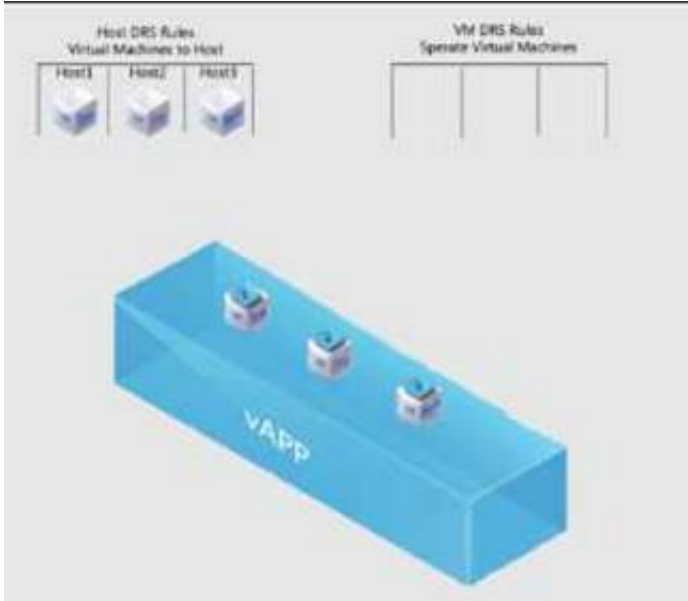 Host DRS Rules
Virtual Machines to Host
Host1 Host2 Host3
VM DRS Rules
Sperate Virtual Machines
vAPP